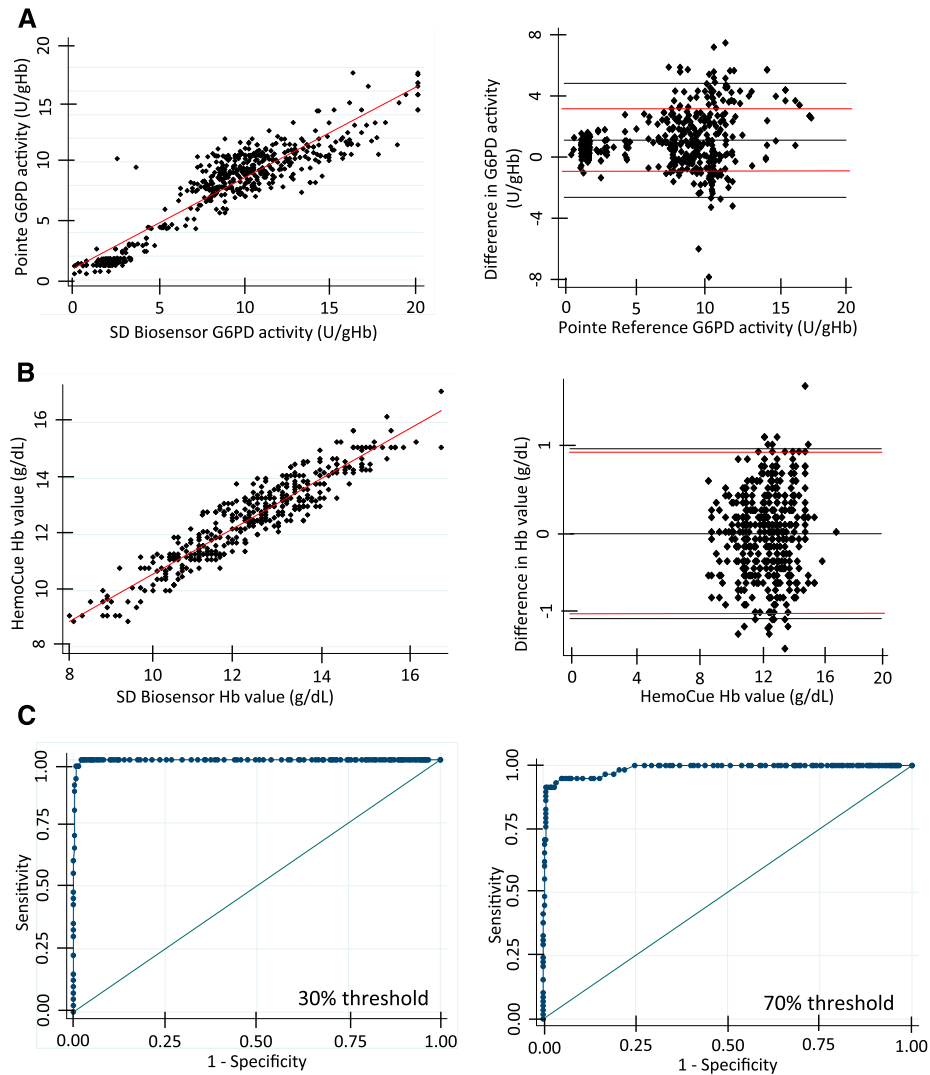 A
Pointe G6PD activity (U/gHb)
20
15
10
5
0
0 5 10 15 20
SD Biosensor G6PD activity (U/gHb)
Difference in G6PD activity
(U/gHb)
8
4
0
-4
-8
0 5 10 15 20
Pointe Reference G6PD activity (U/gHb)
B
HemoCue Hb value (g/dL)
16
14
12
10
8
8 10 12 14 16
SD Biosensor Hb value (g/dL)
Difference in Hb value (g/dL)
1
0
-1
0 4 8 12 16 20
HemoCue Hb value (g/dL)
C
Sensitivity
1.00
0.75
0.50
0.25
0.00
30% threshold
0.00 0.25 0.50 0.75 1.00
1 - Specificity
Sensitivity
1.00
0.75
0.50
0.25
0.00
70% threshold
0.00 0.25 0.50 0.75 1.00
1 - Specificity